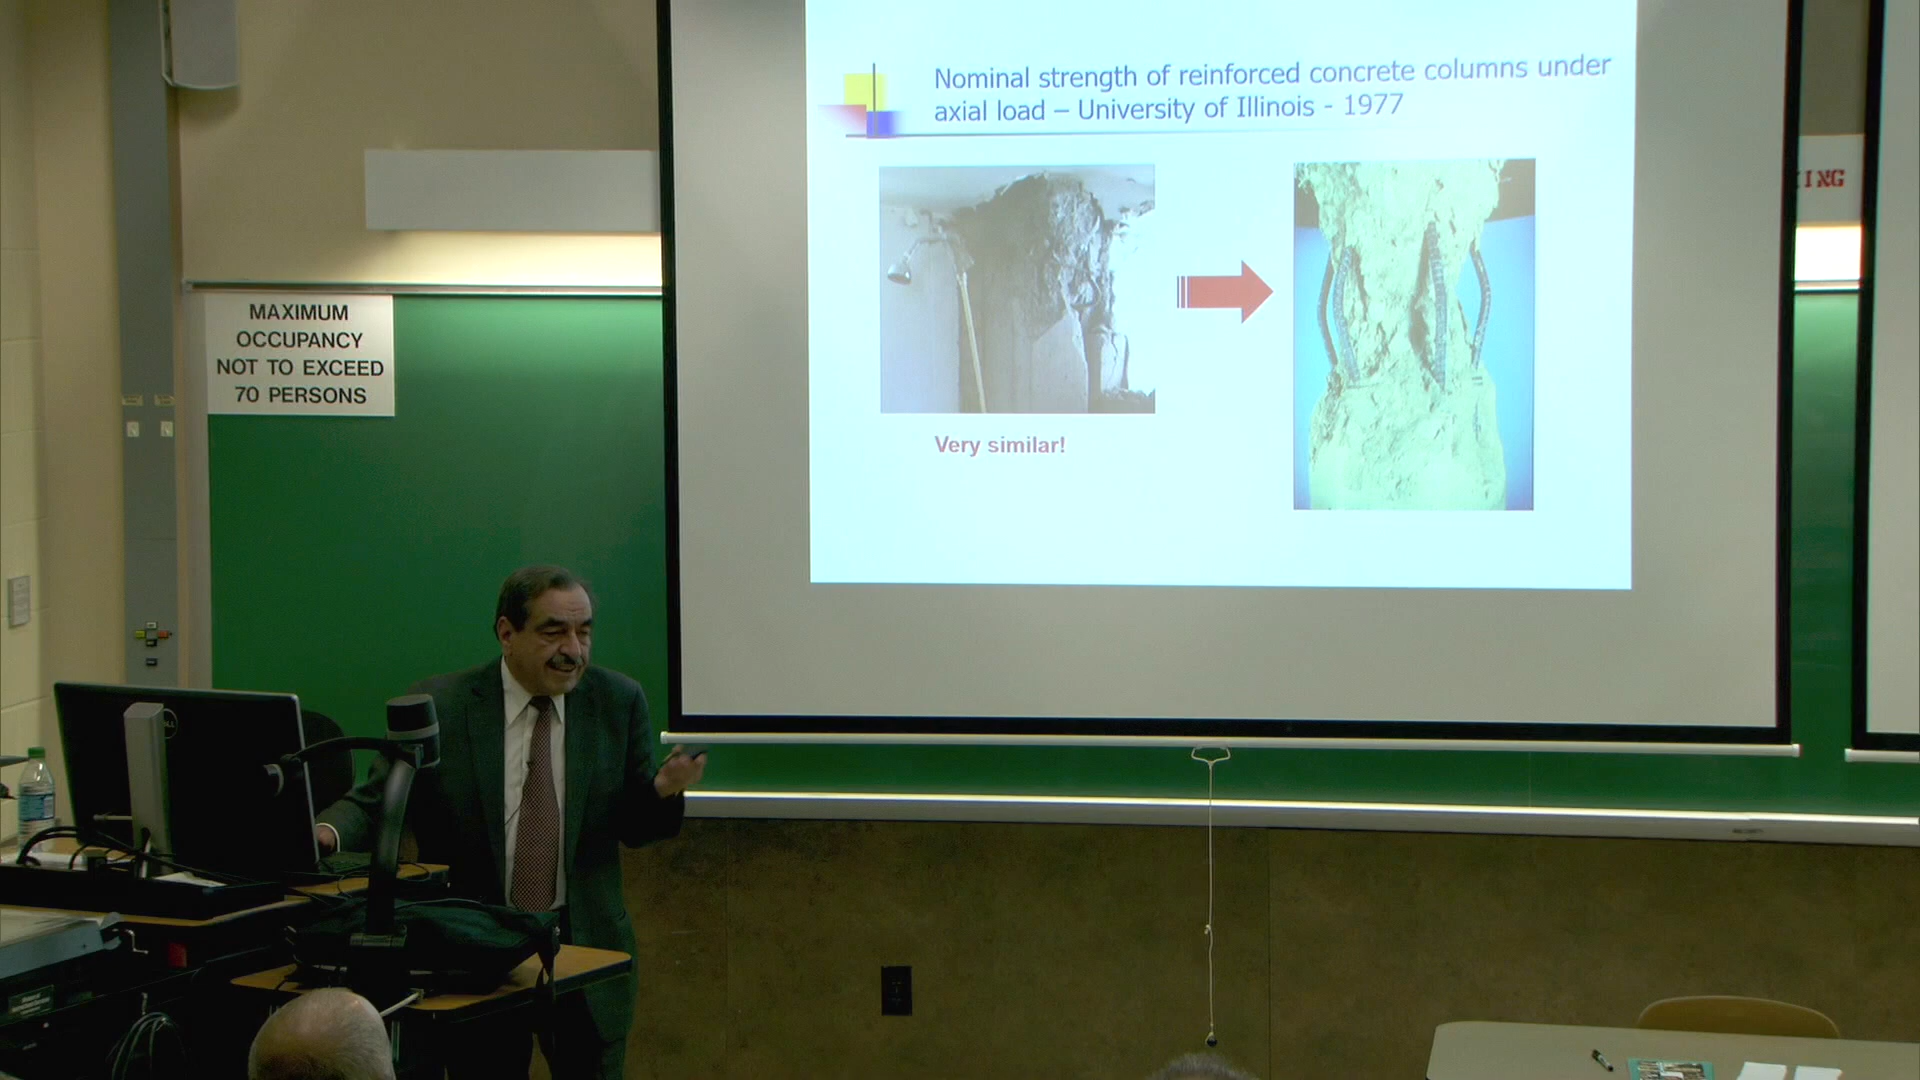 Nominal strength of reinforced concrete columns under
axial load – University of Illinois - 1977
Very similar!
MAXIMUM
OCCUPANCY
NOT TO EXCEED
70 PERSONS
ING
DELL